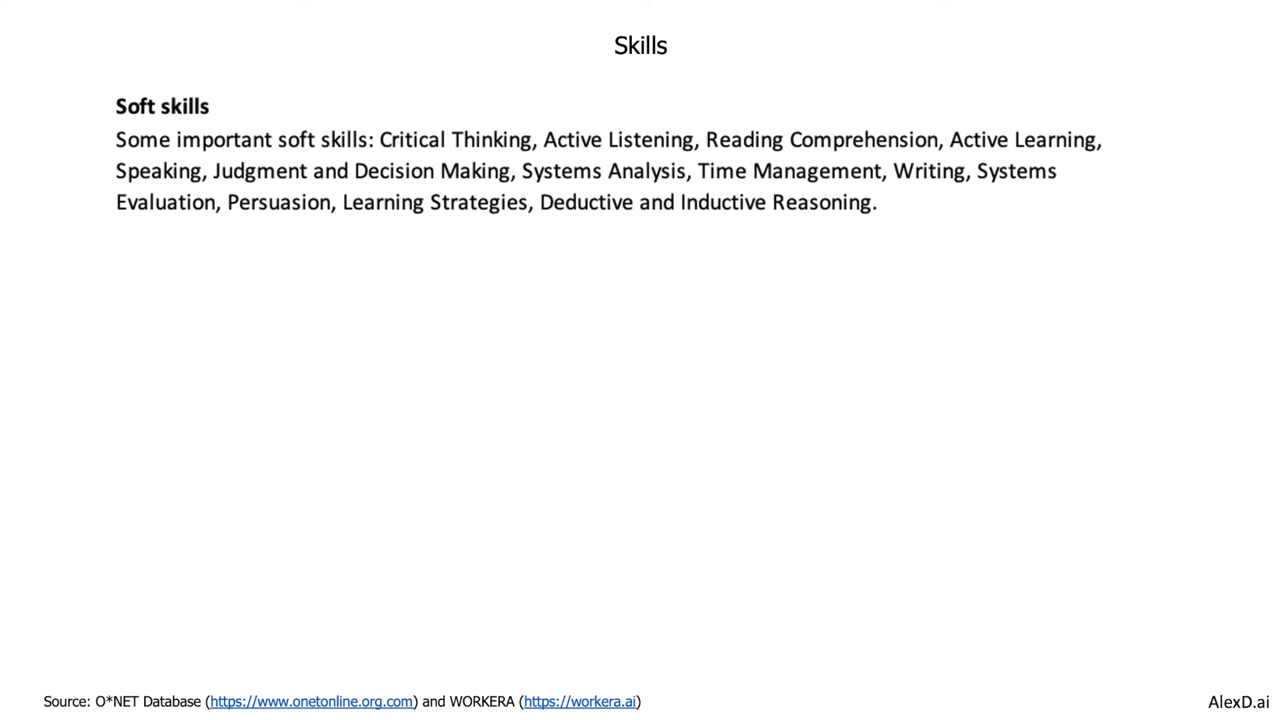 Skills
Soft skills
Some important soft skills: Critical Thinking, Active Listening, Reading Comprehension, Active Learning,
Speaking, Judgment and Decision Making, Systems Analysis, Time Management, Writing, Systems
Evaluation, Persuasion, Learning Strategies, Deductive and Inductive Reasoning.
Source: O*NET Database (https://www.onetonline.org.com) and WORKERA (https://workera.ai)
AlexD.ai